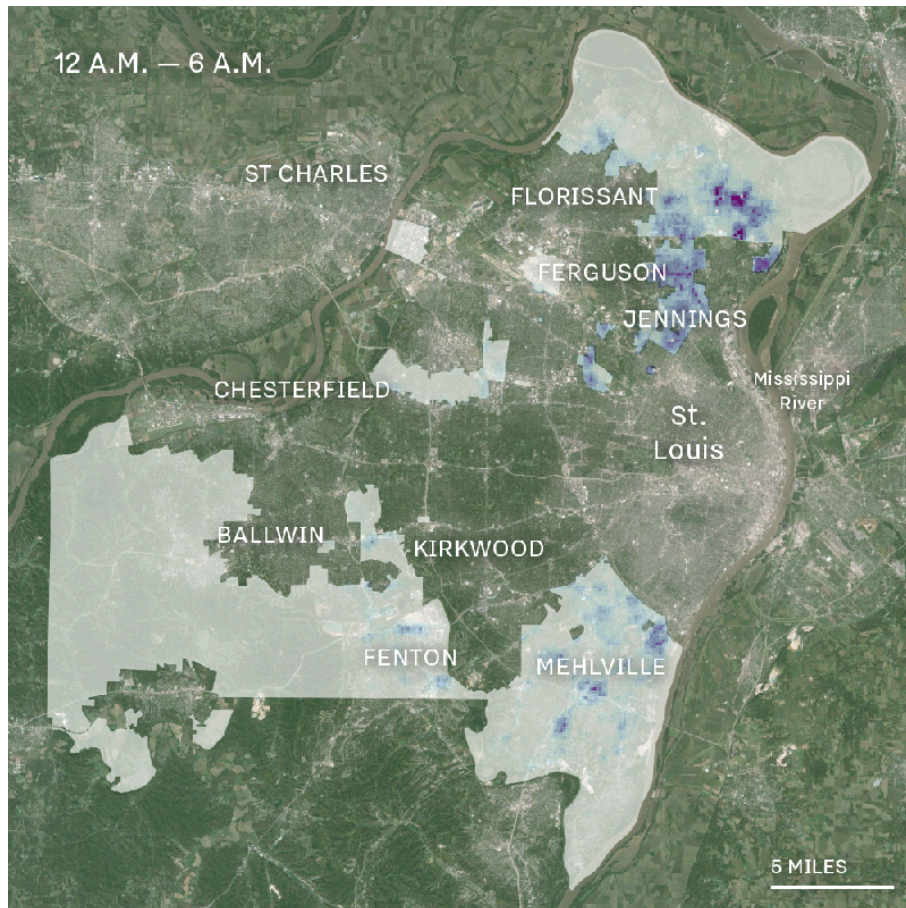 12 A.M. — 6 A.M.
ST CHARLES
FLORISSANT
FERGUSON
JENNINGS
CHESTERFIELD
Mississippi
River
St.
Louis
BALLWIN
KIRKWOOD
FENTON
MEHLVILLE
5 MILES